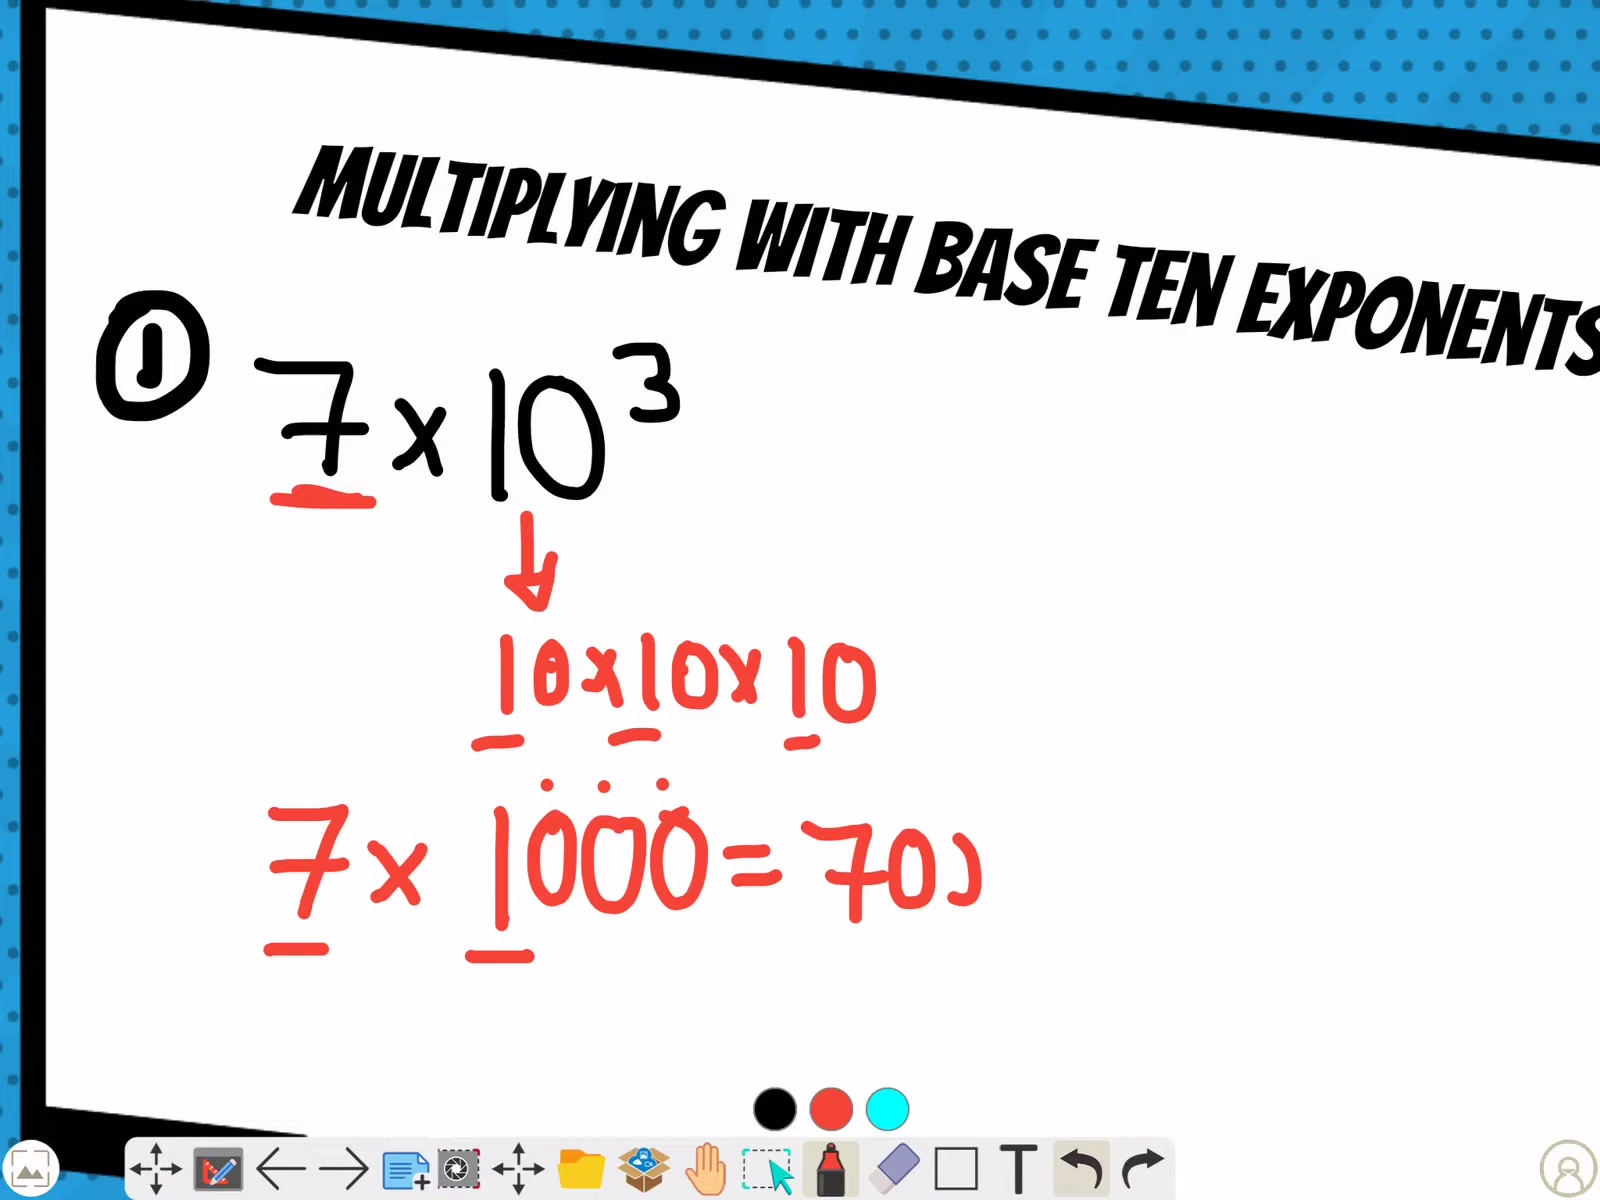 MULTIPLYING WITH BASE TEN EXPONENTS
① 7 x 10³
10x10x10
7 x 1000 = 70
T